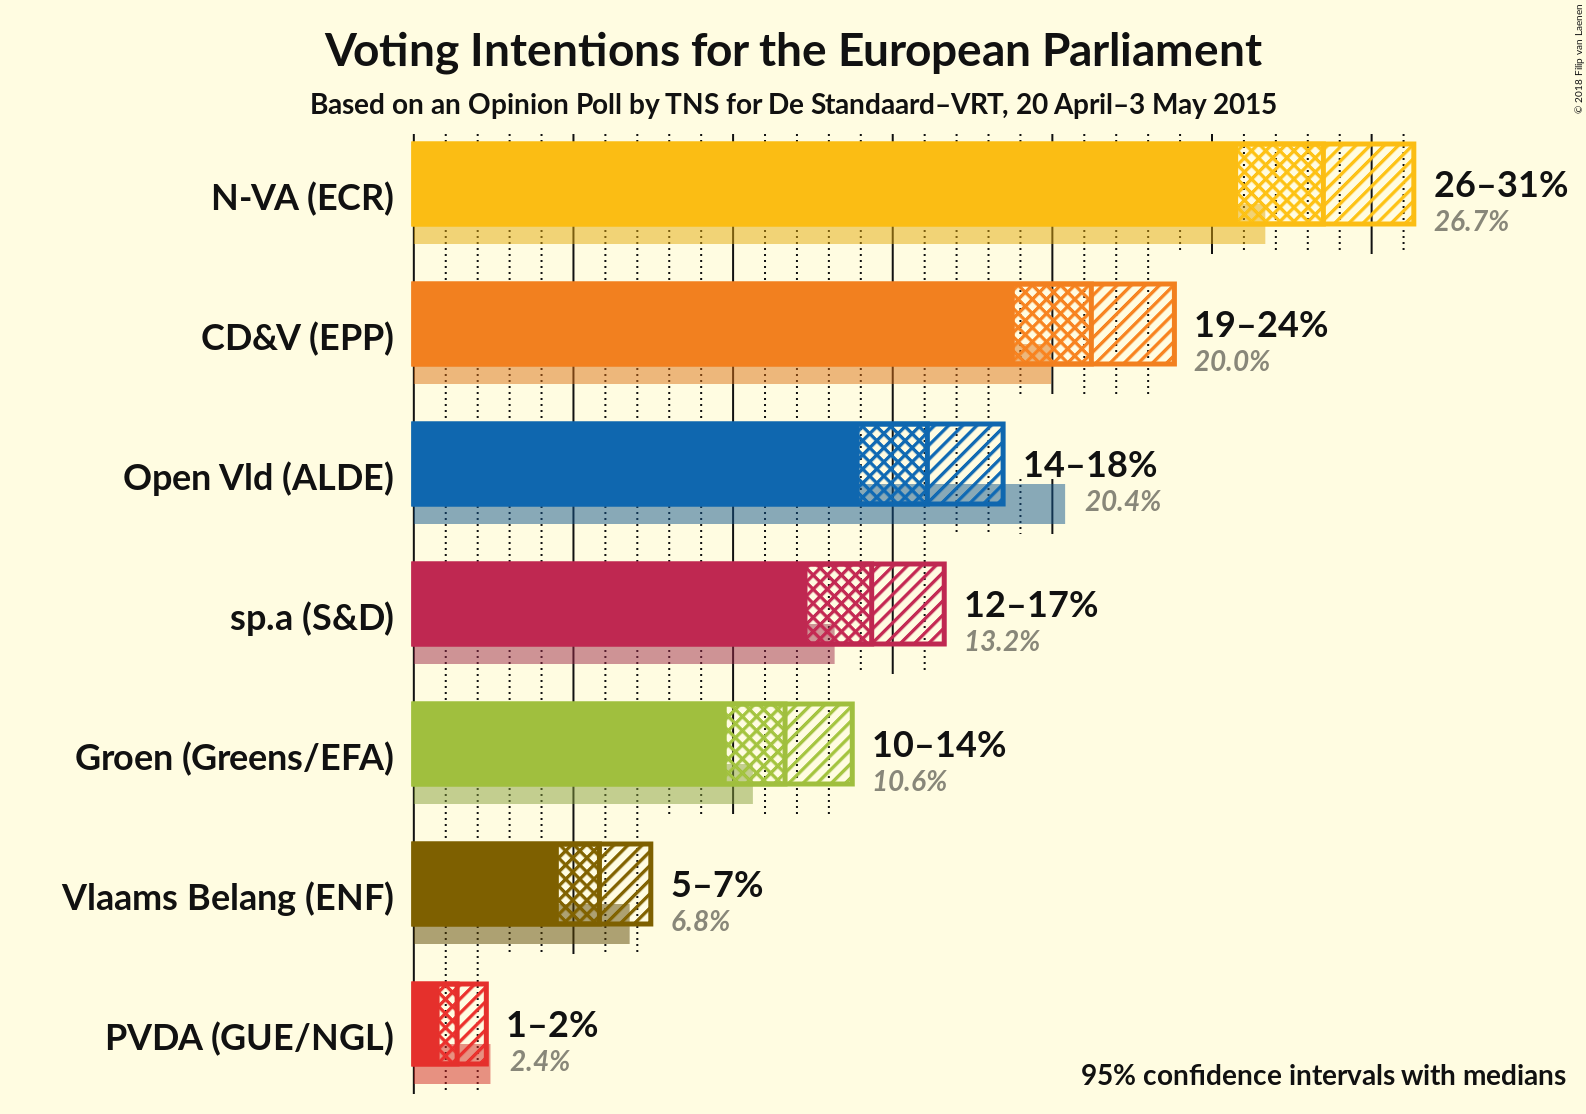 Voting Intentions for the European Parliament
Based on an Opinion Poll by TNS for De Standaard–VRT, 20 April–3 May 2015
© 2018 Filip van Laenen
N-VA (ECR)
26–31%
26.7%
CD&V (EPP)
19–24%
20.0%
Open Vld (ALDE)
14–18%
20.4%
sp.a (S&D)
12–17%
13.2%
Groen (Greens/EFA)
10–14%
10.6%
Vlaams Belang (ENF)
5–7%
6.8%
PVDA (GUE/NGL)
1–2%
2.4%
95% confidence intervals with medians